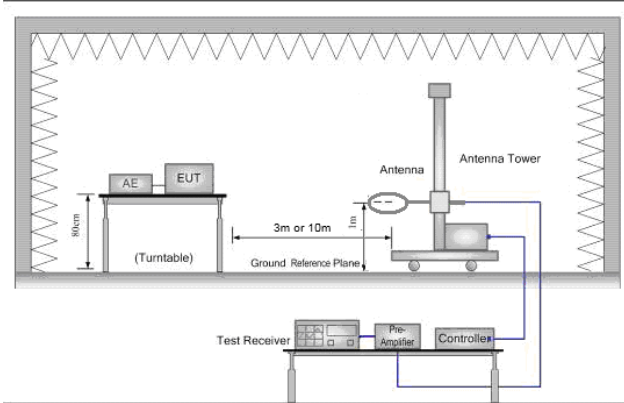 Antenna
Antenna Tower
AE
EUT
80cm
1m
3m or 10m
(Turntable)
Ground Reference Plane
Test Receiver
Pre-
Amplifier
Controller